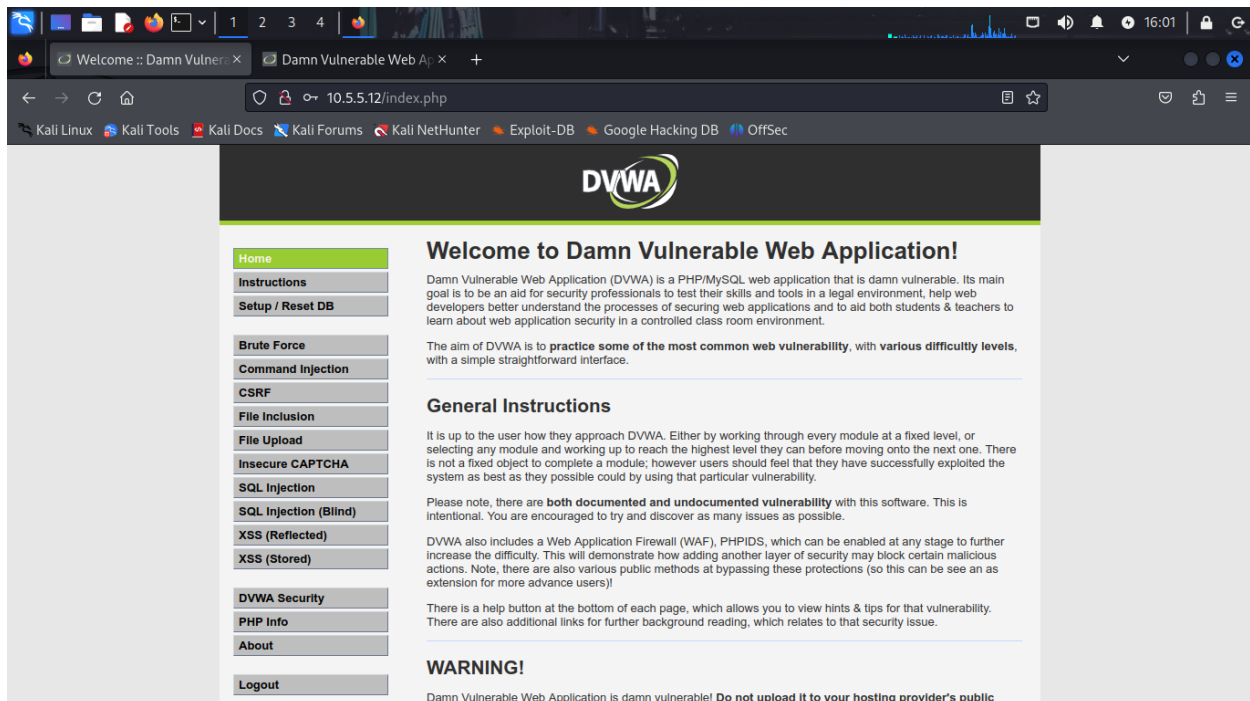 1 2 3 4
16:01
Welcome :: Damn Vulnera
Damn Vulnerable Web Ap
10.5.5.12/index.php
Kali Linux Kali Tools Kali Docs Kali Forums Kali NetHunter Exploit-DB Google Hacking DB OffSec
DVWA
Home
Instructions
Setup / Reset DB
Brute Force
Command Injection
CSRF
File Inclusion
File Upload
Insecure CAPTCHA
SQL Injection
SQL Injection (Blind)
XSS (Reflected)
XSS (Stored)
DVWA Security
PHP Info
About
Logout
Welcome to Damn Vulnerable Web Application!
Damn Vulnerable Web Application (DVWA) is a PHP/MySQL web application that is damn vulnerable. Its main
goal is to be an aid for security professionals to test their skills and tools in a legal environment, help web
developers better understand the processes of securing web applications and to aid both students & teachers to
learn about web application security in a controlled class room environment.
The aim of DVWA is to practice some of the most common web vulnerability, with various difficultly levels,
with a simple straightforward interface.
General Instructions
It is up to the user how they approach DVWA. Either by working through every module at a fixed level, or
selecting any module and working up to reach the highest level they can before moving onto the next one. There
is not a fixed object to complete a module; however users should feel that they have successfully exploited the
system as best as they possible could by using that particular vulnerability.
Please note, there are both documented and undocumented vulnerability with this software. This is
intentional. You are encouraged to try and discover as many issues as possible.
DVWA also includes a Web Application Firewall (WAF), PHPIDS, which can be enabled at any stage to further
increase the difficulty. This will demonstrate how adding another layer of security may block certain malicious
actions. Note, there are also various public methods at bypassing these protections (so this can be see an as
extension for more advance users)!
There is a help button at the bottom of each page, which allows you to view hints & tips for that vulnerability.
There are also additional links for further background reading, which relates to that security issue.
WARNING!
Damn Vulnerable Web Application is damn vulnerable! Do not upload it to your hosting provider's public